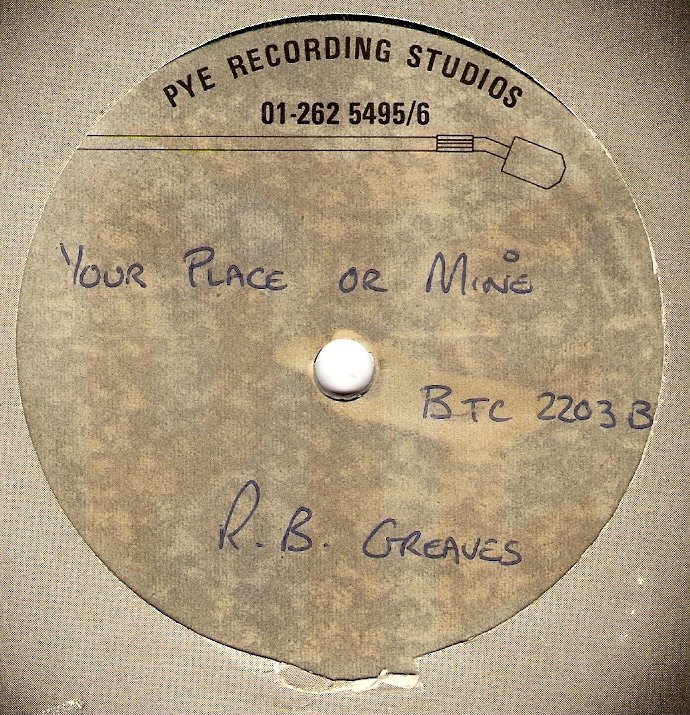 PYE RECORDING STUDIOS
01-262 5495/6
YOUR PLACE OR MINE
BTC 2203 B
R. B. GREAVES